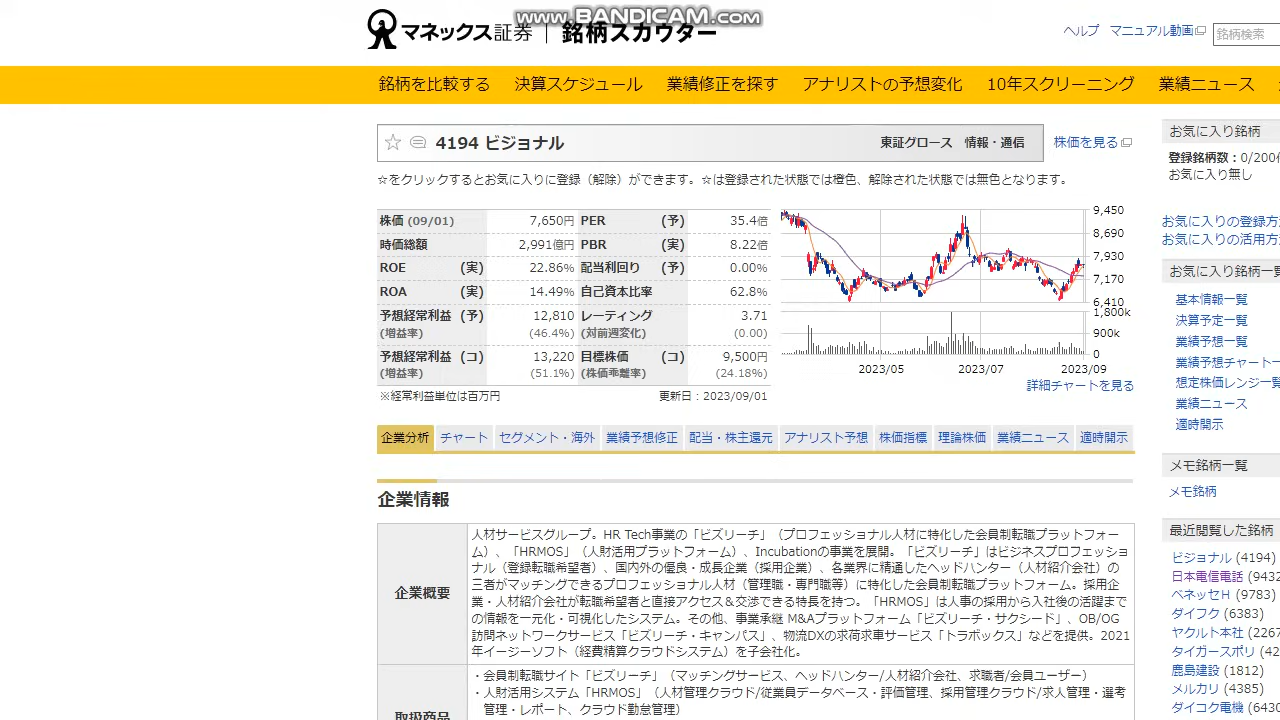 www.BANDICAM.com
マネックス証券 | 銘柄スカウター
ヘルプ マニュアル動画 銘柄検索
銘柄を比較する 決算スケジュール 業績修正を探す アナリストの予想変化 10年スクリーニング 業績ニュース
4194 ビジョナル 東証グロース 情報・通信 株価を見る
☆をクリックするとお気に入りに登録（解除）ができます。☆は登録された状態では橙色、解除された状態では無色となります。
株価 (09/01) 7,650円 PER (予) 35.4倍
時価総額 2,991億円 PBR (実) 8.22倍
ROE (実) 22.86% 配当利回り (予) 0.00%
ROA (実) 14.49% 自己資本比率 62.8%
予想経常利益 (予) 12,810 レーティング 3.71
(増益率) (46.4%) (対前週変化) (0.00)
予想経常利益 (コ) 13,220 目標株価 (コ) 9,500円
(増益率) (51.1%) (株価乖離率) (24.18%)
※経常利益単位は百万円 更新日：2023/09/01
9,450
8,690
7,930
7,170
6,410
1,800k
900k
0
2023/05 2023/07 2023/09
詳細チャートを見る
企業分析 チャート セグメント・海外 業績予想修正 配当・株主還元 アナリスト予想 株価指標 理論株価 業績ニュース 適時開示
企業情報
企業概要
人材サービスグループ。HR Tech事業の「ビズリーチ」（プロフェッショナル人材に特化した会員制転職プラットフォー
ム）、「HRMOS」（人財活用プラットフォーム）、Incubationの事業を展開。「ビズリーチ」はビジネスプロフェッショ
ナル（登録転職希望者）、国内外の優良・成長企業（採用企業）、各業界に精通したヘッドハンター（人材紹介会社）の
三者がマッチングできるプロフェッショナル人材（管理職・専門職等）に特化した会員制転職プラットフォーム。採用企
業・人材紹介会社が転職希望者と直接アクセス＆交渉できる特長を持つ。「HRMOS」は人事の採用から入社後の活躍まで
の情報を一元化・可視化したシステム。その他、事業承継 M&Aプラットフォーム「ビズリーチ・サクシード」、OB/OG
訪問ネットワークサービス「ビズリーチ・キャンパス」、物流DXの求荷求車サービス「トラボックス」などを提供。2021
年イージーソフト（経費精算クラウドシステム）を子会社化。
取扱商品
・会員制転職サイト「ビズリーチ」（マッチングサービス、ヘッドハンター/人材紹介会社、求職者/会員ユーザー）
・人財活用システム「HRMOS」（人材管理クラウド/従業員データベース・評価管理、採用管理クラウド/求人管理・選考
管理・レポート、クラウド勤怠管理）
お気に入り銘柄
登録銘柄数：0/200
お気に入り無し
お気に入りの登録方
お気に入りの活用方
お気に入り銘柄一
基本情報一覧
決算予定一覧
業績予想一覧
業績予想チャート一
想定株価レンジ一
業績ニュース
適時開示
メモ銘柄一覧
メモ銘柄
最近閲覧した銘柄
ビジョナル (4194)
日本電信電話 (9432
ベネッセH (9783)
ダイフク (6383)
ヤクルト本社 (2267
タイガースポリ (42
鹿島建設 (1812)
メルカリ (4385)
ダイコク電機 (6430